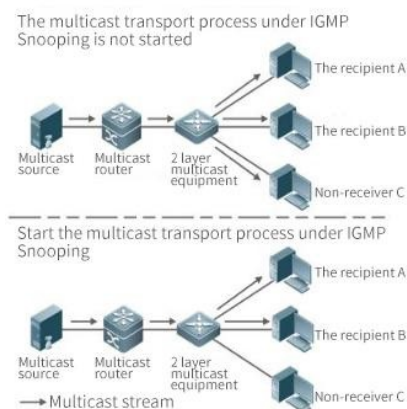 The multicast transport process under IGMP
Snooping is not started
The recipient A
The recipient B
Multicast source
Multicast router
2 layer multicast equipment
Non-receiver C
Start the multicast transport process under IGMP
Snooping
The recipient A
The recipient B
Multicast source
Multicast router
2 layer multicast equipment
Non-receiver C
Multicast stream